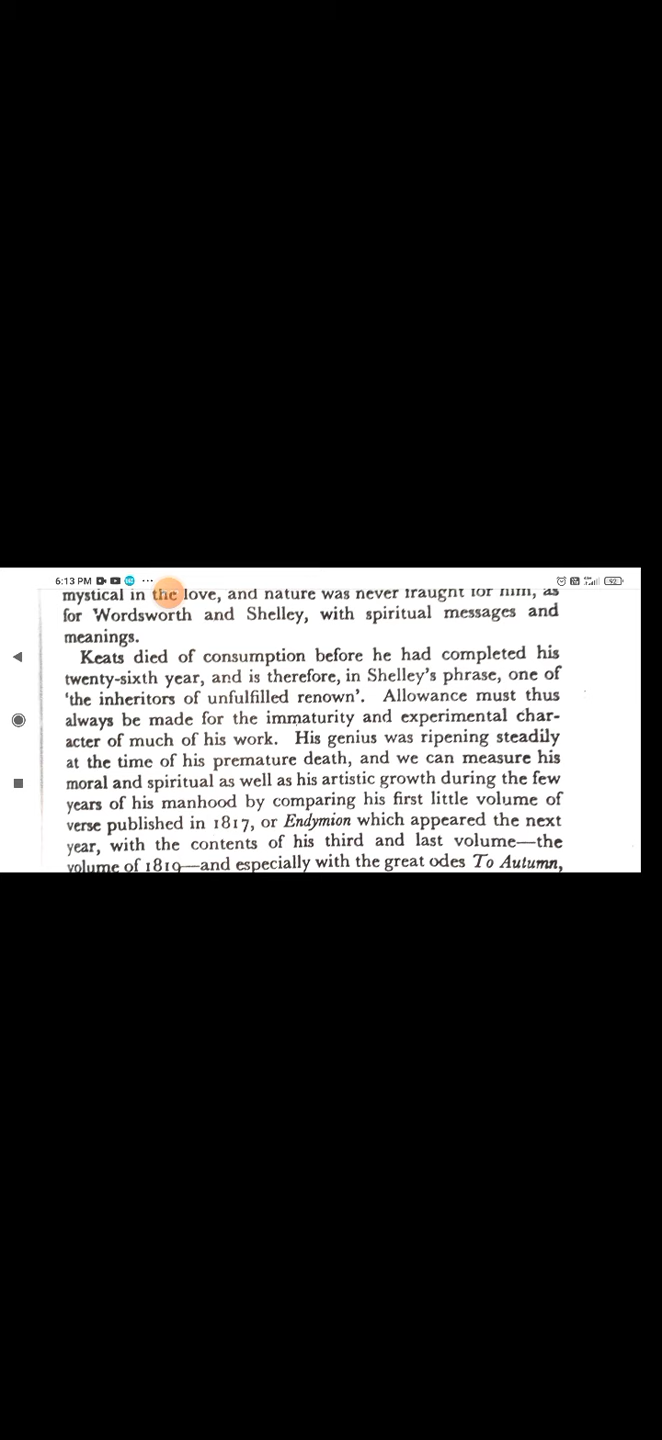 6:13 PM
mystical in the love, and nature was never fraught for him, as
for Wordsworth and Shelley, with spiritual messages and
meanings.
Keats died of consumption before he had completed his
twenty-sixth year, and is therefore, in Shelley's phrase, one of
'the inheritors of unfulfilled renown'. Allowance must thus
always be made for the immaturity and experimental char-
acter of much of his work. His genius was ripening steadily
at the time of his premature death, and we can measure his
moral and spiritual as well as his artistic growth during the few
years of his manhood by comparing his first little volume of
verse published in 1817, or Endymion which appeared the next
year, with the contents of his third and last volume—the
volume of 1819—and especially with the great odes To Autumn,